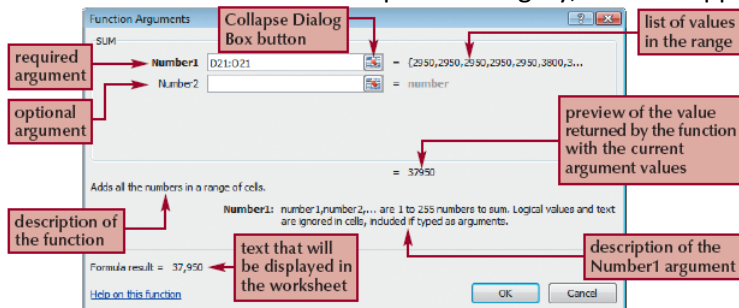 Function Arguments
Collapse Dialog
Box button
list of values
in the range
SUM
required
argument
Number1 D21:O21 = {2950,2950,2950,2950,2950,3800,3...
Number2 = number
optional
argument
preview of the value
returned by the function
with the current
argument values
= 37950
Adds all the numbers in a range of cells.
Number1: number1,number2,... are 1 to 255 numbers to sum. Logical values and text
are ignored in cells, included if typed as arguments.
description of
the function
text that will
be displayed in
the worksheet
description of the
Number1 argument
Formula result = 37,950
Help on this function
OK Cancel